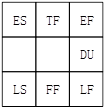 ES TF EF
DU
LS FF LF